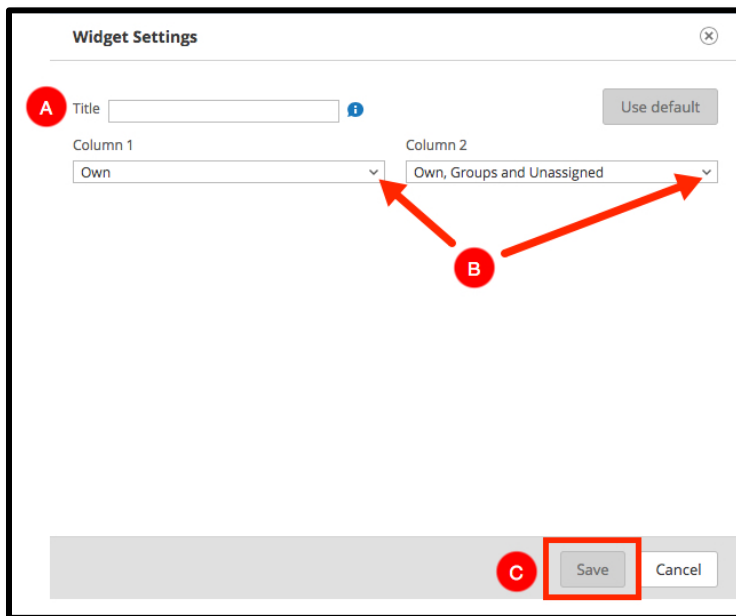 Widget Settings
A Title Use default
Column 1 Column 2
Own Own, Groups and Unassigned
B
C Save Cancel